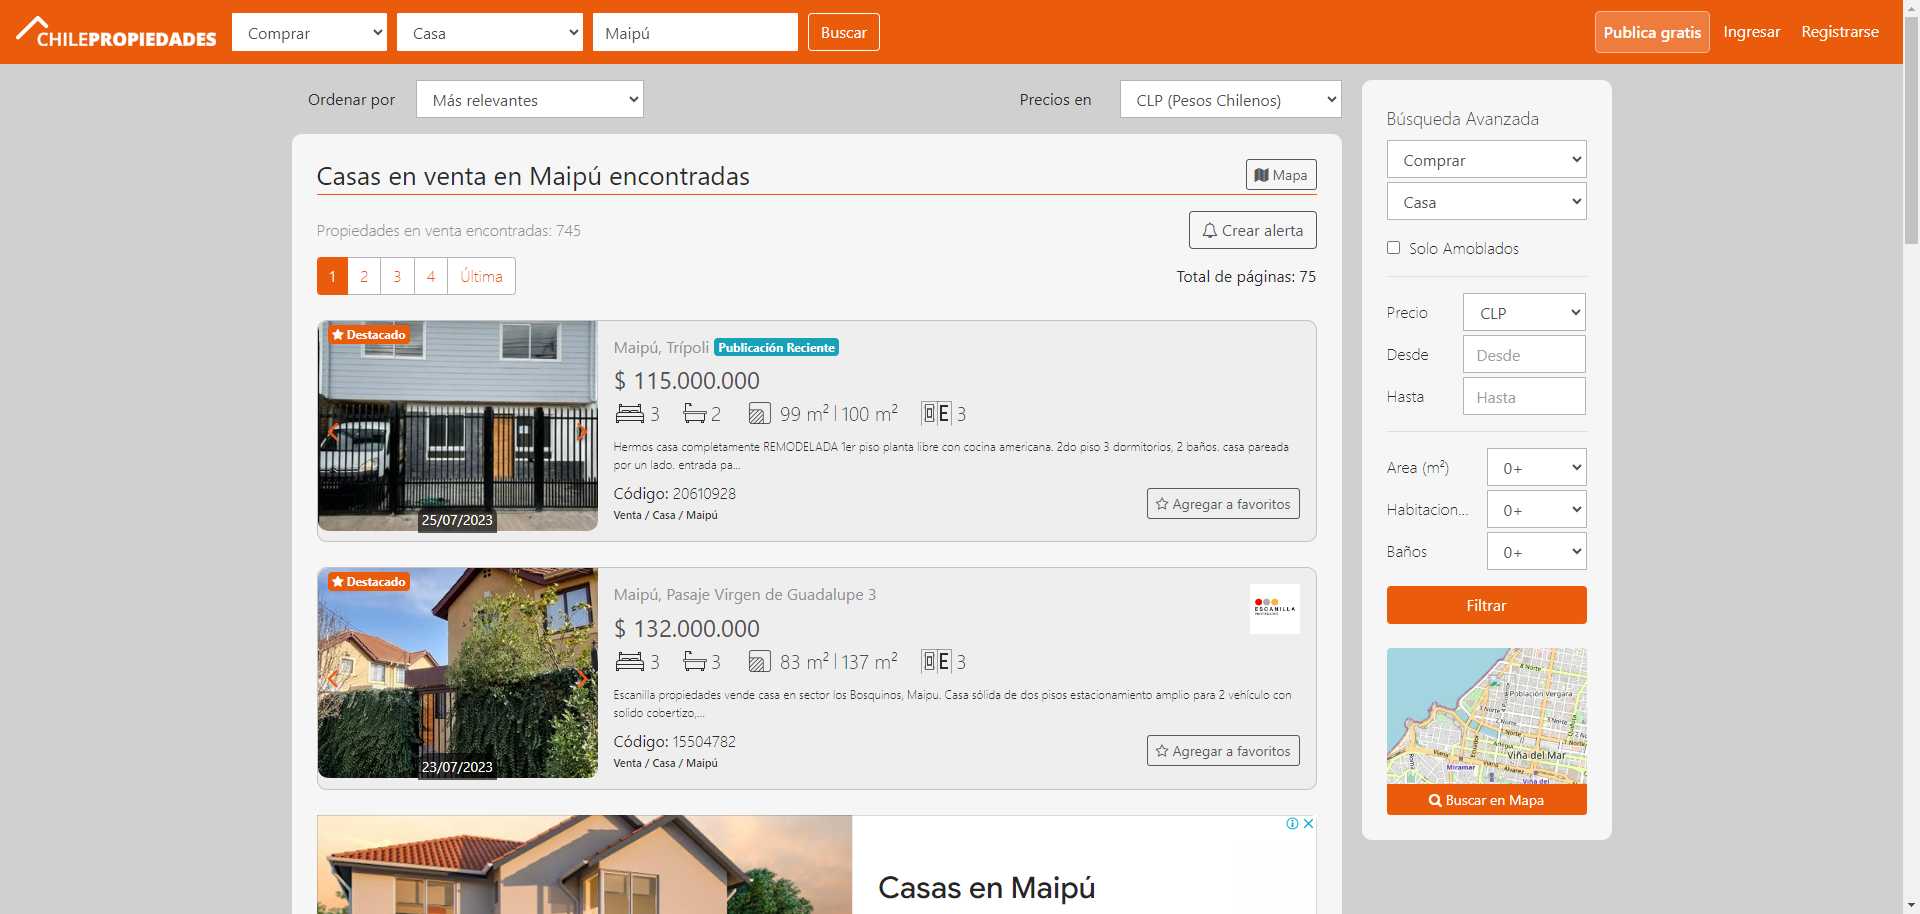 CHILEPROPIEDADES Comprar Casa Maipú Buscar Publica gratis Ingresar Registrarse
Ordenar por Más relevantes Precios en CLP (Pesos Chilenos)
Casas en venta en Maipú encontradas
Mapa
Propiedades en venta encontradas: 745
Crear alerta
1 2 3 4 Última
Total de páginas: 75
Destacado
25/07/2023
Maipú, Trípoli Publicación Reciente
$ 115.000.000
3 2 99 m² | 100 m² E 3
Hermos casa completamente REMODELADA 1er piso planta libre con cocina americana. 2do piso 3 dormitorios, 2 baños. casa pareada
por un lado. entrada pa...
Código: 20610928
Venta / Casa / Maipú
Agregar a favoritos
Destacado
23/07/2023
Maipú, Pasaje Virgen de Guadalupe 3
ESCANILLA
$ 132.000.000
3 3 83 m² | 137 m² E 3
Escanilla propiedades vende casa en sector los Bosquinos, Maipu. Casa sólida de dos pisos estacionamiento amplio para 2 vehículo con
solido cobertizo,...
Código: 15504782
Venta / Casa / Maipú
Agregar a favoritos
Casas en Maipú
Búsqueda Avanzada
Comprar
Casa
Solo Amoblados
Precio CLP
Desde Desde
Hasta Hasta
Area (m²) 0+
Habitacion... 0+
Baños 0+
Filtrar
8 Norte
Población Vergara
Viña del Mar
Miramar
Viña del
Buscar en Mapa